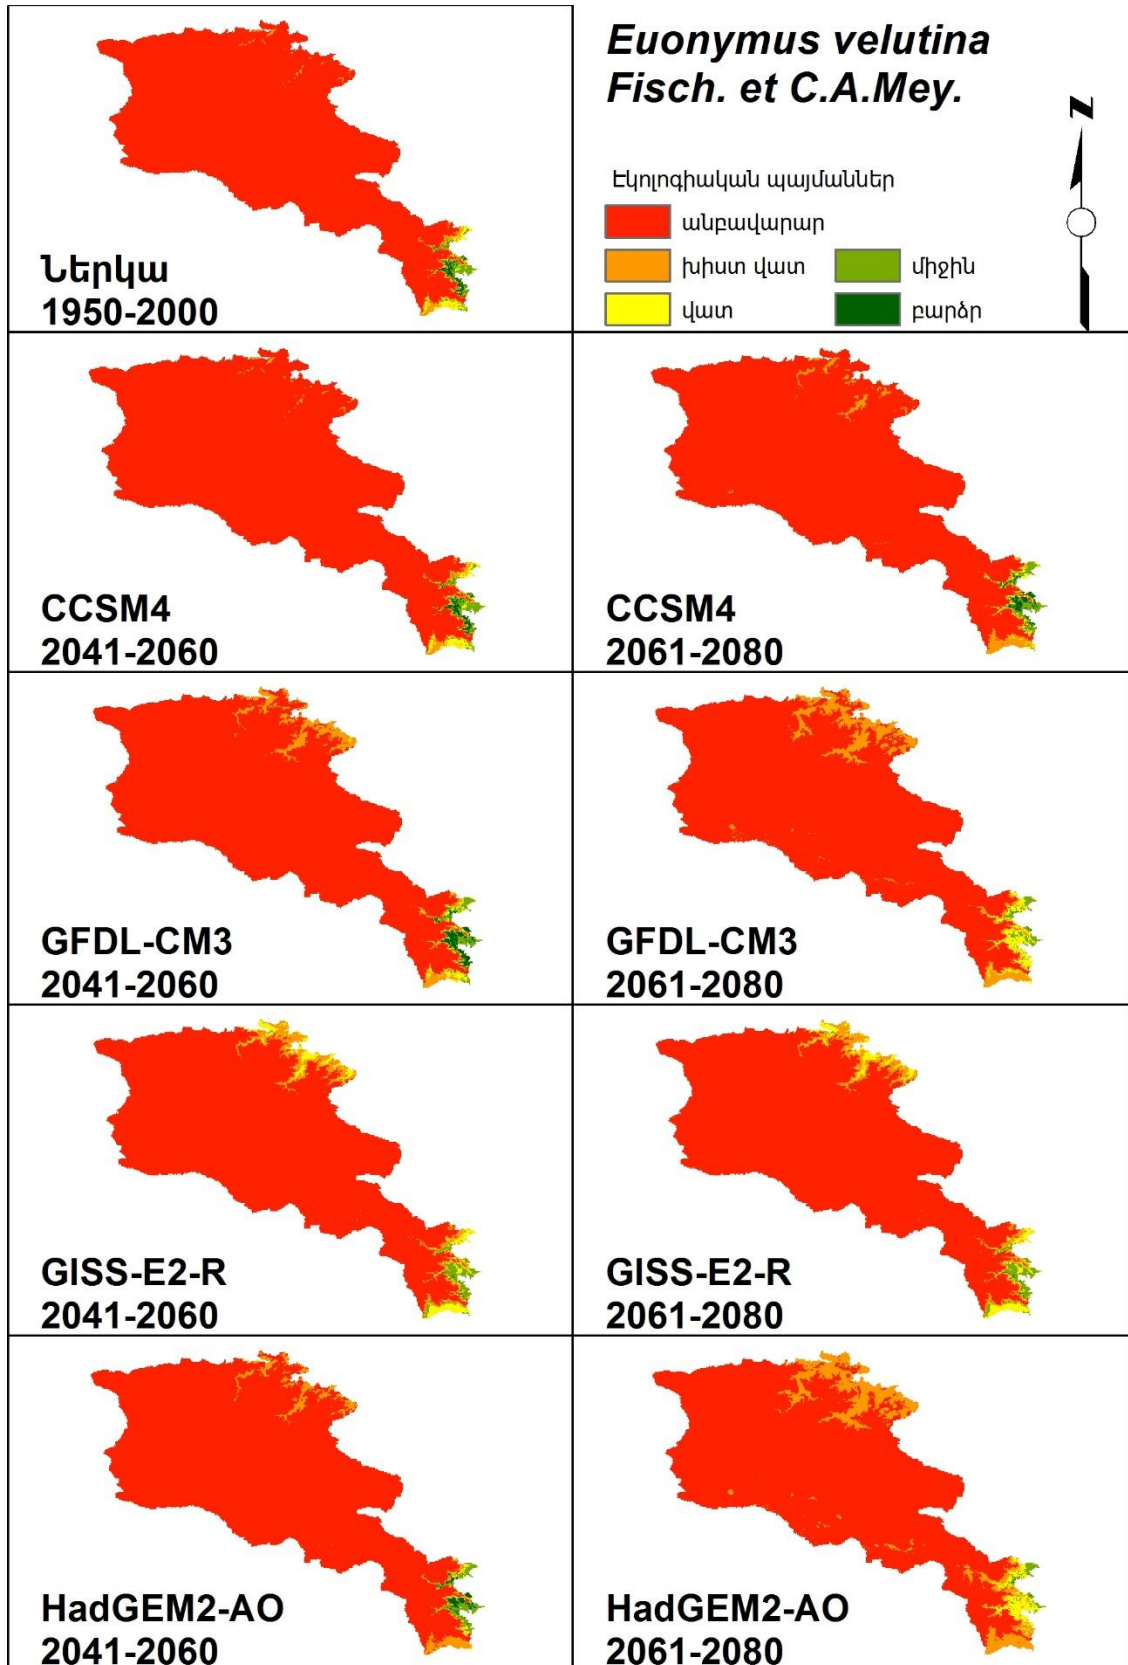 Euonymus velutina
Fisch. et C.A.Mey.
N
Էկոլոգիական պայմաններ
անբավարար
խիստ վատ
միջին
վատ
բարձր
Ներկա
1950-2000
CCSM4
2041-2060
CCSM4
2061-2080
GFDL-CM3
2041-2060
GFDL-CM3
2061-2080
GISS-E2-R
2041-2060
GISS-E2-R
2061-2080
HadGEM2-AO
2041-2060
HadGEM2-AO
2061-2080